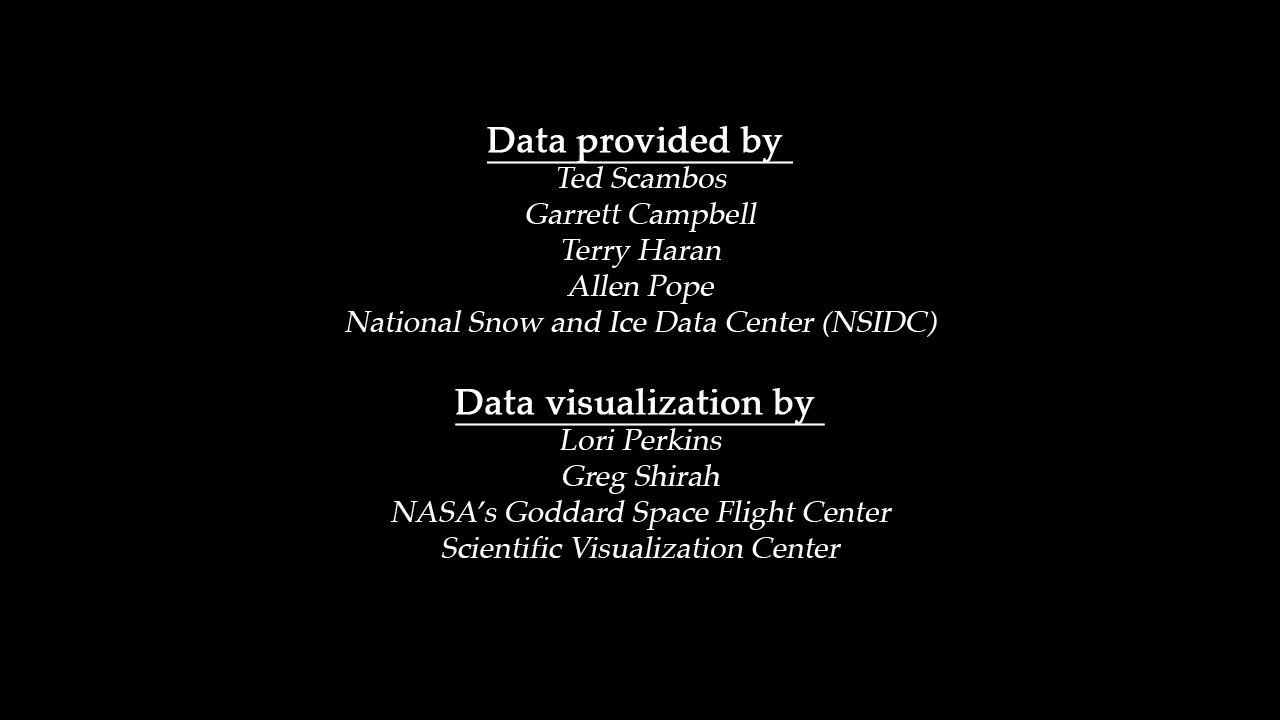 Data provided by
Ted Scambos
Garrett Campbell
Terry Haran
Allen Pope
National Snow and Ice Data Center (NSIDC)
Data visualization by
Lori Perkins
Greg Shirah
NASA’s Goddard Space Flight Center
Scientific Visualization Center